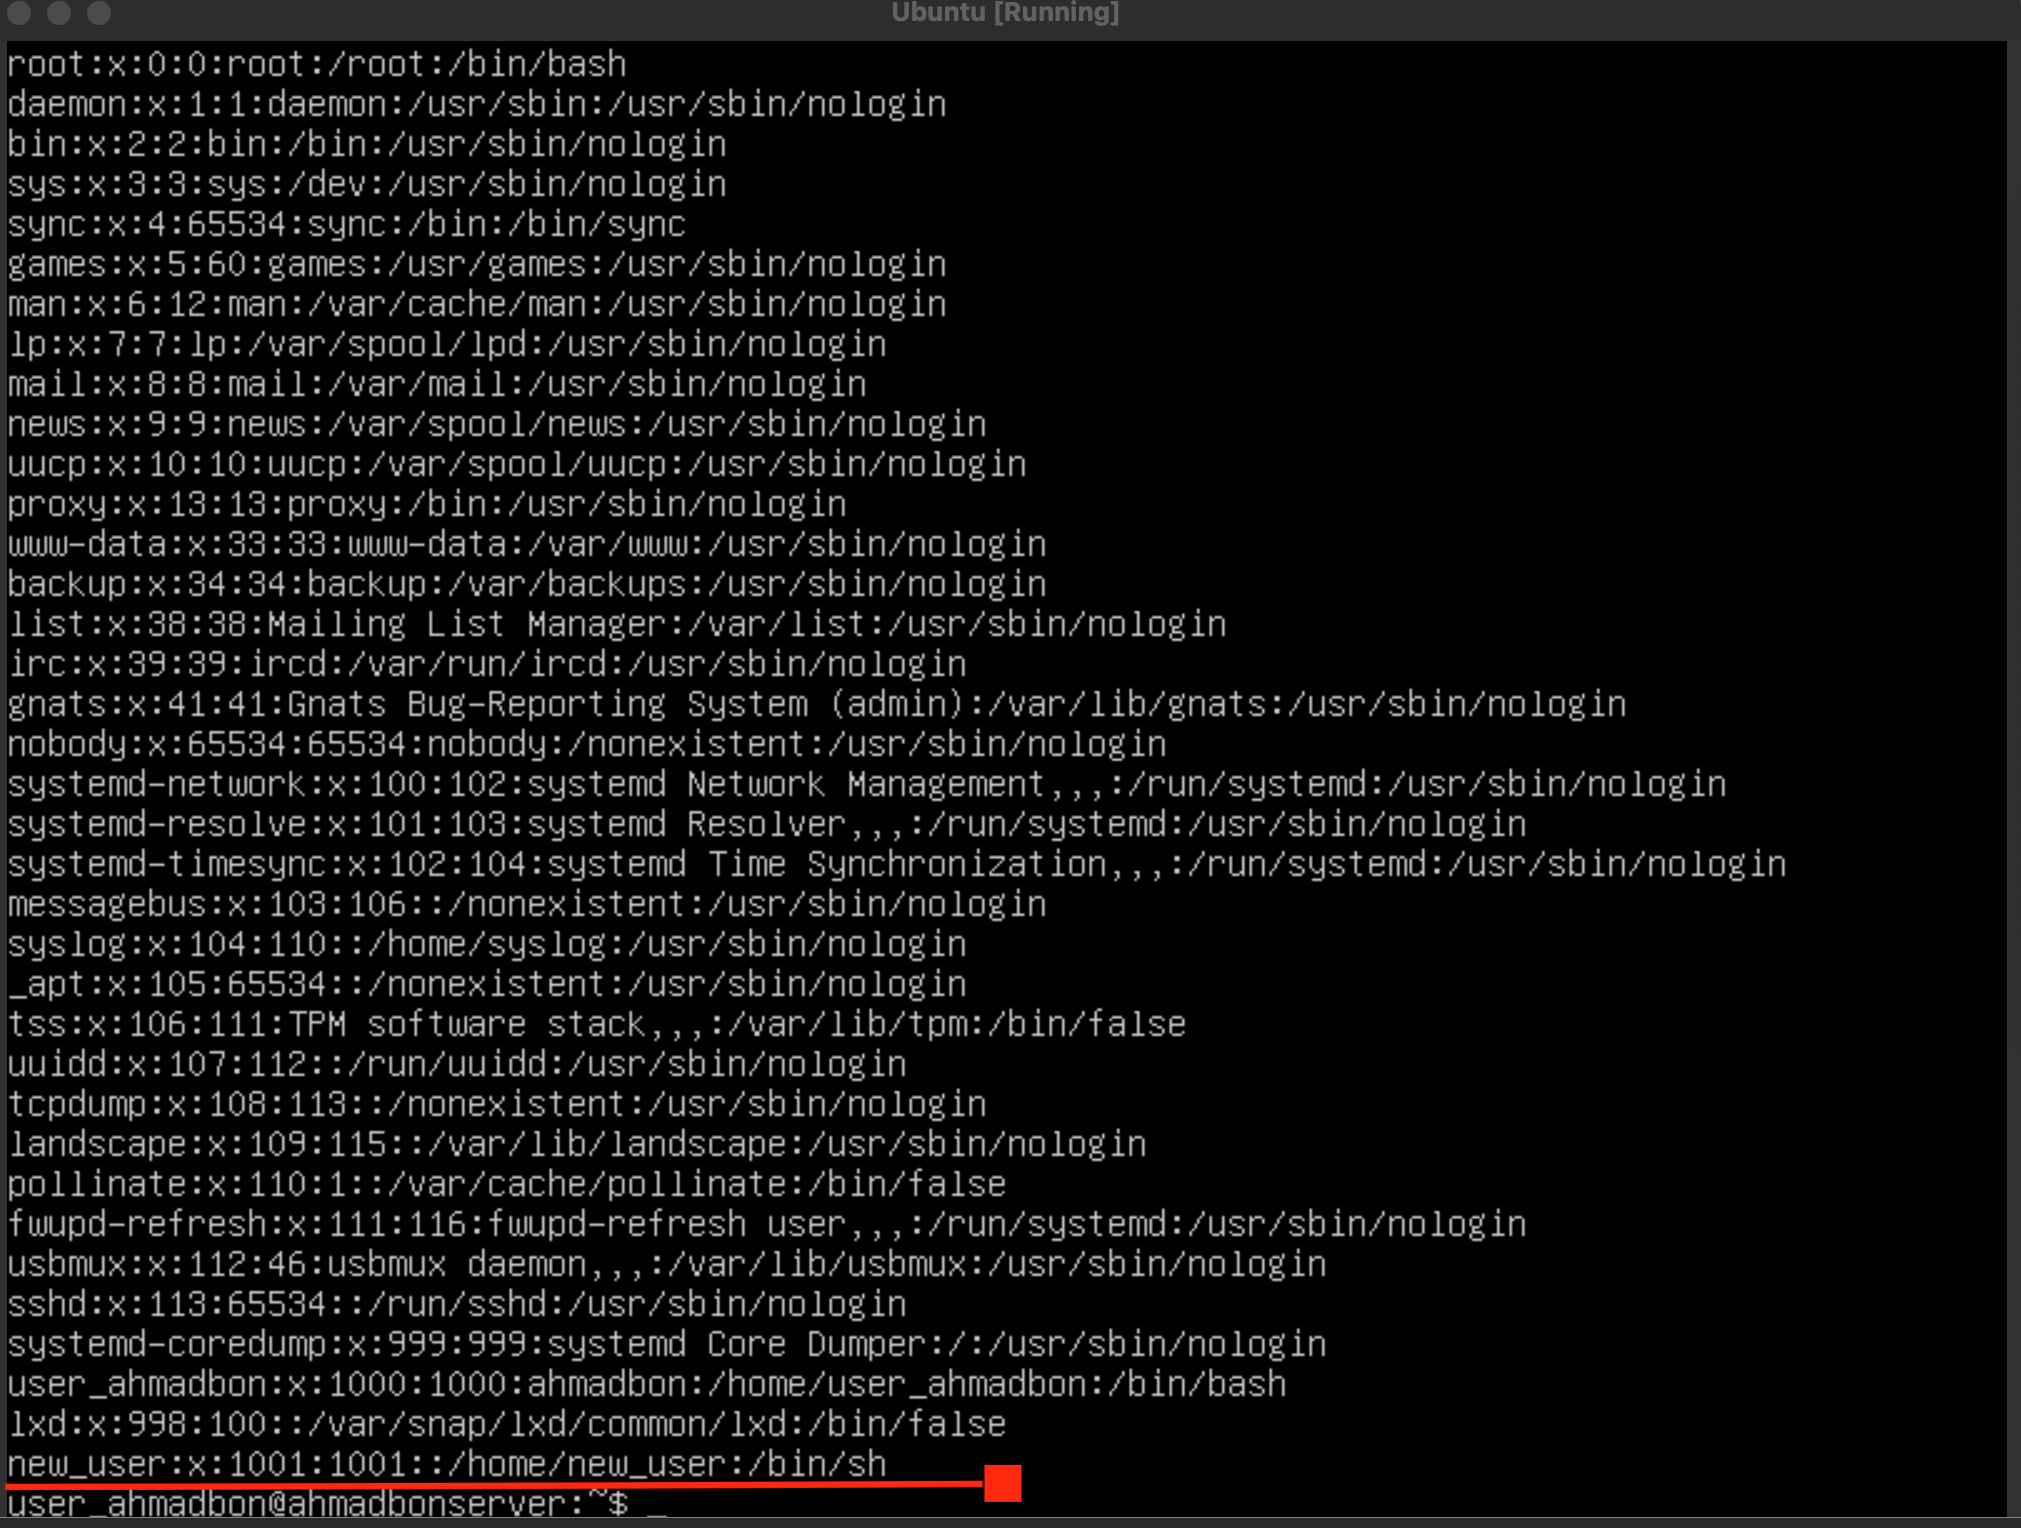 Ubuntu [Running]
root:x:0:0:root:/root:/bin/bash
daemon:x:1:1:daemon:/usr/sbin:/usr/sbin/nologin
bin:x:2:2:bin:/bin:/usr/sbin/nologin
sys:x:3:3:sys:/dev:/usr/sbin/nologin
sync:x:4:65534:sync:/bin:/bin/sync
games:x:5:60:games:/usr/games:/usr/sbin/nologin
man:x:6:12:man:/var/cache/man:/usr/sbin/nologin
lp:x:7:7:lp:/var/spool/lpd:/usr/sbin/nologin
mail:x:8:8:mail:/var/mail:/usr/sbin/nologin
news:x:9:9:news:/var/spool/news:/usr/sbin/nologin
uucp:x:10:10:uucp:/var/spool/uucp:/usr/sbin/nologin
proxy:x:13:13:proxy:/bin:/usr/sbin/nologin
www-data:x:33:33:www-data:/var/www:/usr/sbin/nologin
backup:x:34:34:backup:/var/backups:/usr/sbin/nologin
list:x:38:38:Mailing List Manager:/var/list:/usr/sbin/nologin
irc:x:39:39:ircd:/var/run/ircd:/usr/sbin/nologin
gnats:x:41:41:Gnats Bug-Reporting System (admin):/var/lib/gnats:/usr/sbin/nologin
nobody:x:65534:65534:nobody:/nonexistent:/usr/sbin/nologin
systemd-network:x:100:102:systemd Network Management,,,:/run/systemd:/usr/sbin/nologin
systemd-resolve:x:101:103:systemd Resolver,,,:/run/systemd:/usr/sbin/nologin
systemd-timesync:x:102:104:systemd Time Synchronization,,,:/run/systemd:/usr/sbin/nologin
messagebus:x:103:106::/nonexistent:/usr/sbin/nologin
syslog:x:104:110::/home/syslog:/usr/sbin/nologin
_apt:x:105:65534::/nonexistent:/usr/sbin/nologin
tss:x:106:111:TPM software stack,,,:/var/lib/tpm:/bin/false
uuidd:x:107:112::/run/uuidd:/usr/sbin/nologin
tcpdump:x:108:113::/nonexistent:/usr/sbin/nologin
landscape:x:109:115::/var/lib/landscape:/usr/sbin/nologin
pollinate:x:110:1::/var/cache/pollinate:/bin/false
fwupd-refresh:x:111:116:fwupd-refresh user,,,:/run/systemd:/usr/sbin/nologin
usbmux:x:112:46:usbmux daemon,,,:/var/lib/usbmux:/usr/sbin/nologin
sshd:x:113:65534::/run/sshd:/usr/sbin/nologin
systemd-coredump:x:999:999:systemd Core Dumper:/:/usr/sbin/nologin
user_ahmadbon:x:1000:1000:ahmadbon:/home/user_ahmadbon:/bin/bash
lxd:x:998:100::/var/snap/lxd/common/lxd:/bin/false
new_user:x:1001:1001::/home/new_user:/bin/sh
user_ahmadbon@ahmadbonserver:~$ _